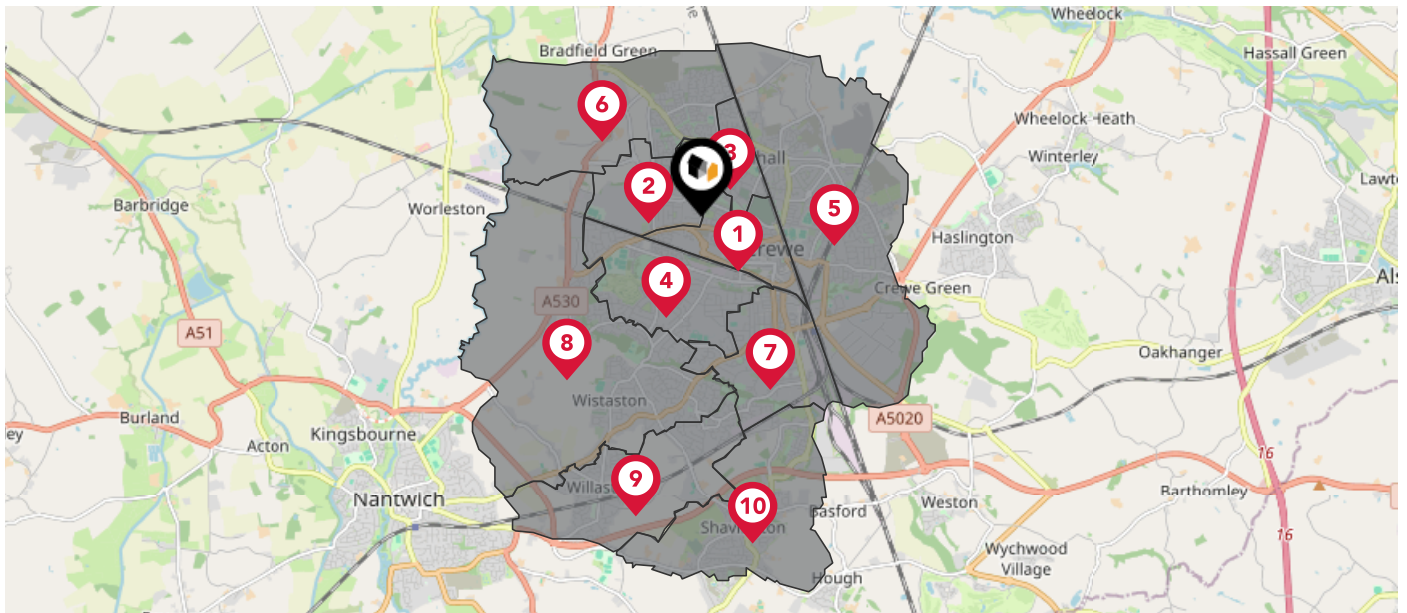 Wheelock
Bradfield Green
Hassall Green
6
Wheelock Heath
3
hall
Winterley
2
Barbridge
Worleston
5
1
Crewe
Haslington
4
Crewe Green
A530
A51
8
7
Oakhanger
Wistaston
Burland
A5020
Acton
Kingsbourne
16
9
Willas
Barthomley
Nantwich
10
Basford
Weston
Shavington
16
Wychwood
Village
Hough